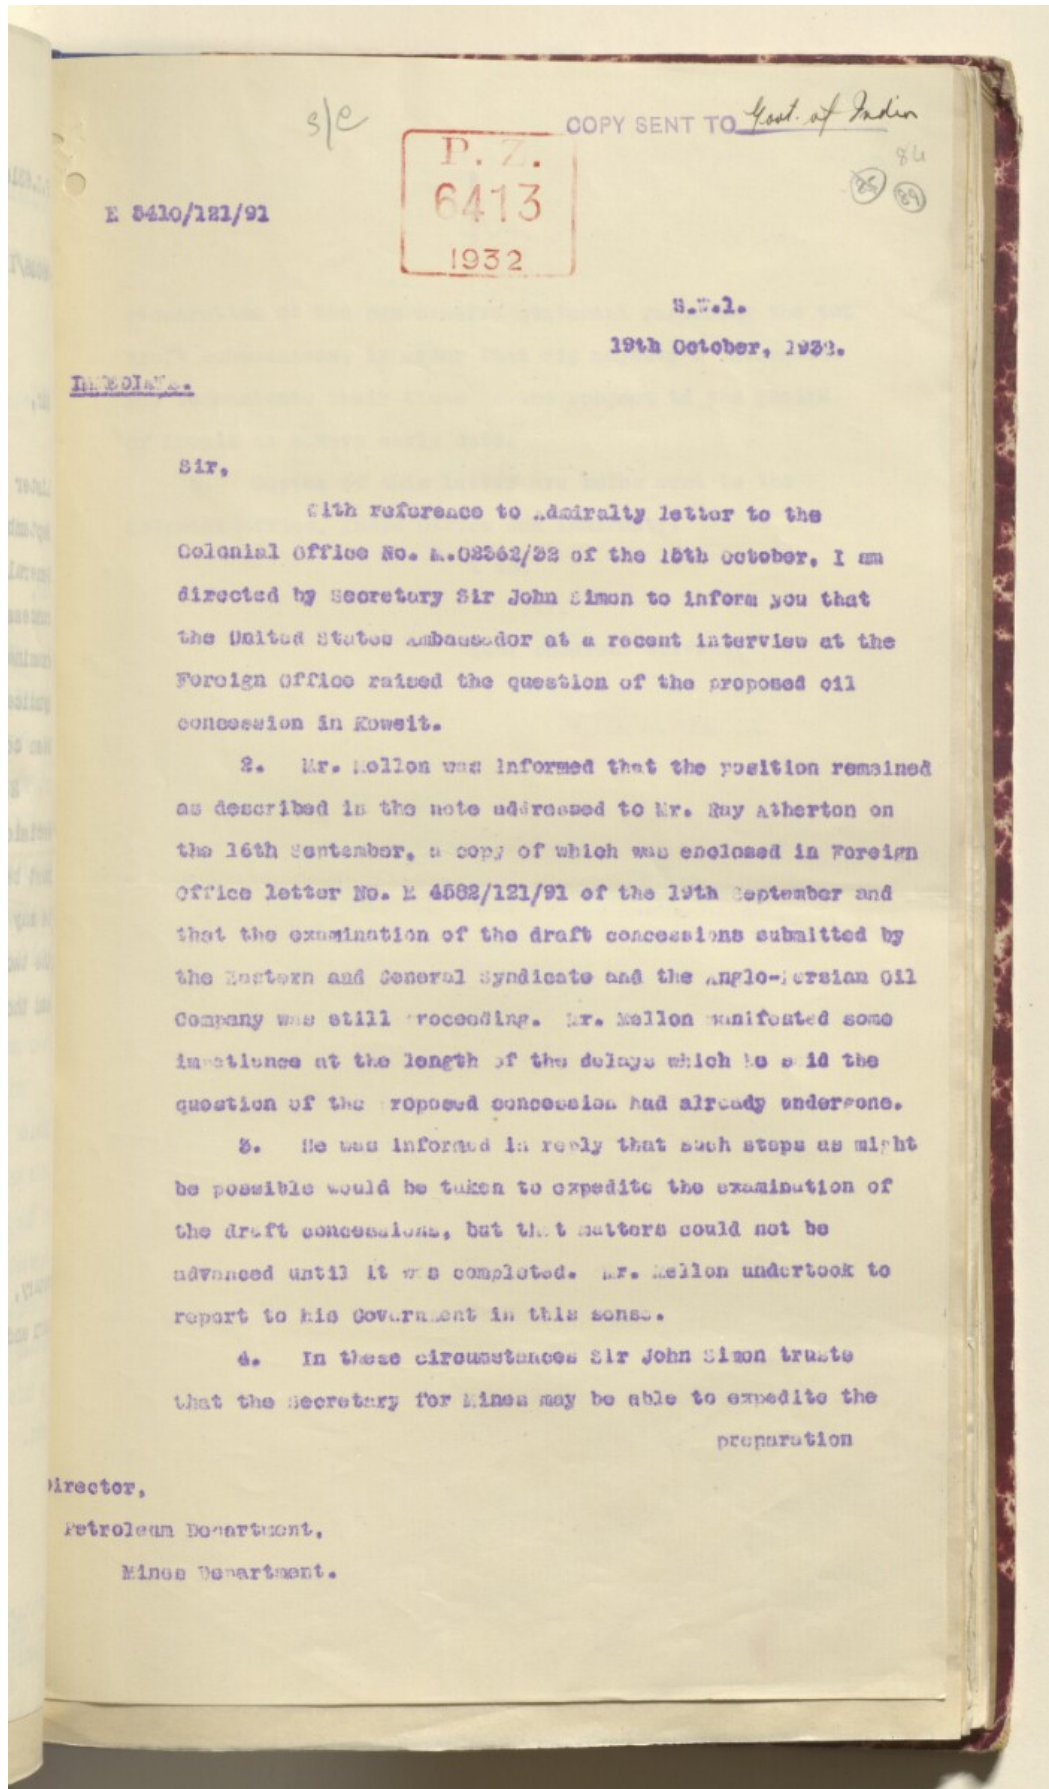 s/c
COPY SENT TO Govt. of India
P. Z.
6413
1932
84
85
89
E 5410/121/91
S.W.1.
19th October, 1932.
IMMEDIATE.
Sir,
With reference to Admiralty letter to the
Colonial Office No. M.02362/32 of the 15th October, I am
directed by Secretary Sir John Simon to inform you that
the United States Ambassador at a recent interview at the
Foreign Office raised the question of the proposed oil
concession in Koweit.
2. Mr. Mellon was informed that the position remained
as described in the note addressed to Mr. Ray Atherton on
the 16th September, a copy of which was enclosed in Foreign
Office letter No. E 4582/121/91 of the 19th September and
that the examination of the draft concessions submitted by
the Eastern and General Syndicate and the Anglo-Persian Oil
Company was still proceeding. Mr. Mellon manifested some
impatience at the length of the delays which he said the
question of the proposed concession had already undergone.
3. He was informed in reply that such steps as might
be possible would be taken to expedite the examination of
the draft concessions, but that matters could not be
advanced until it was completed. Mr. Mellon undertook to
report to his Government in this sense.
4. In these circumstances Sir John Simon trusts
that the Secretary for Mines may be able to expedite the
preparation
Director,
Petroleum Department,
Mines Department.